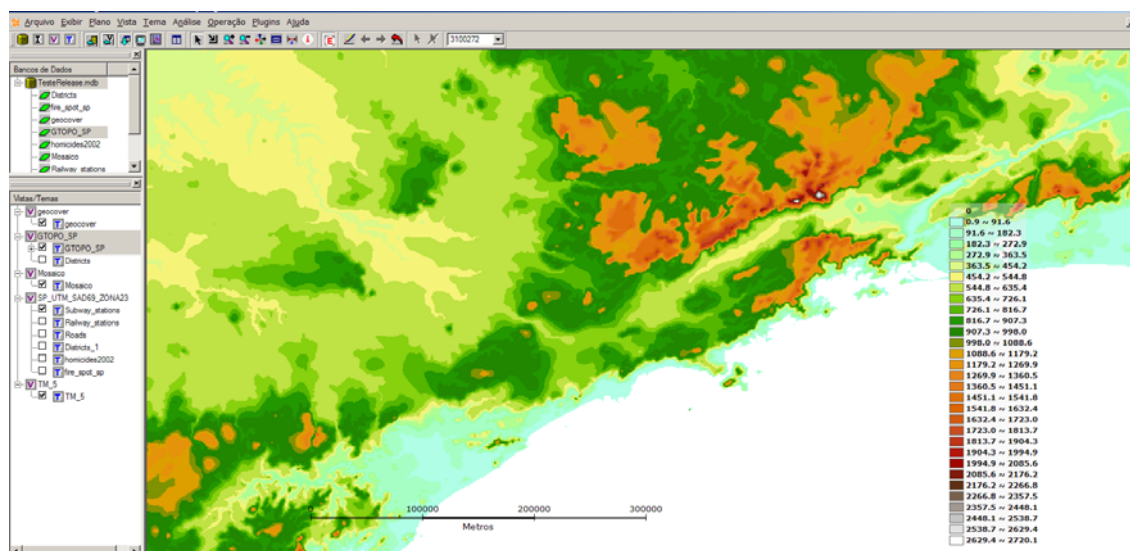 Arquivo Exibir Plano Vista Tema Análise Operação Plugins Ajuda
3100272
Bancos de Dados
TesteRelease.mdb
Districts
fire_spot_sp
geocover
GTOPO_SP
homicides2002
Mosaico
Railway_stations
Vistas/Temas
geocover
geocover
GTOPO_SP
GTOPO_SP
Districts
Mosaico
Mosaico
SP_UTM_SAD69_ZONA23
Subway_stations
Railway_stations
Roads
Districts_1
homicides2002
fire_spot_sp
TM_5
TM_5
0
0.9 ~ 91.6
91.6 ~ 182.3
182.3 ~ 272.9
272.9 ~ 363.5
363.5 ~ 454.2
454.2 ~ 544.8
544.8 ~ 635.4
635.4 ~ 726.1
726.1 ~ 816.7
816.7 ~ 907.3
907.3 ~ 998.0
998.0 ~ 1088.6
1088.6 ~ 1179.2
1179.2 ~ 1269.9
1269.9 ~ 1360.5
1360.5 ~ 1451.1
1451.1 ~ 1541.8
1541.8 ~ 1632.4
1632.4 ~ 1723.0
1723.0 ~ 1813.7
1813.7 ~ 1904.3
1904.3 ~ 1994.9
1994.9 ~ 2085.6
2085.6 ~ 2176.2
2176.2 ~ 2266.8
2266.8 ~ 2357.5
2357.5 ~ 2448.1
2448.1 ~ 2538.7
2538.7 ~ 2629.4
2629.4 ~ 2720.1
0 100000 200000 300000
Metros